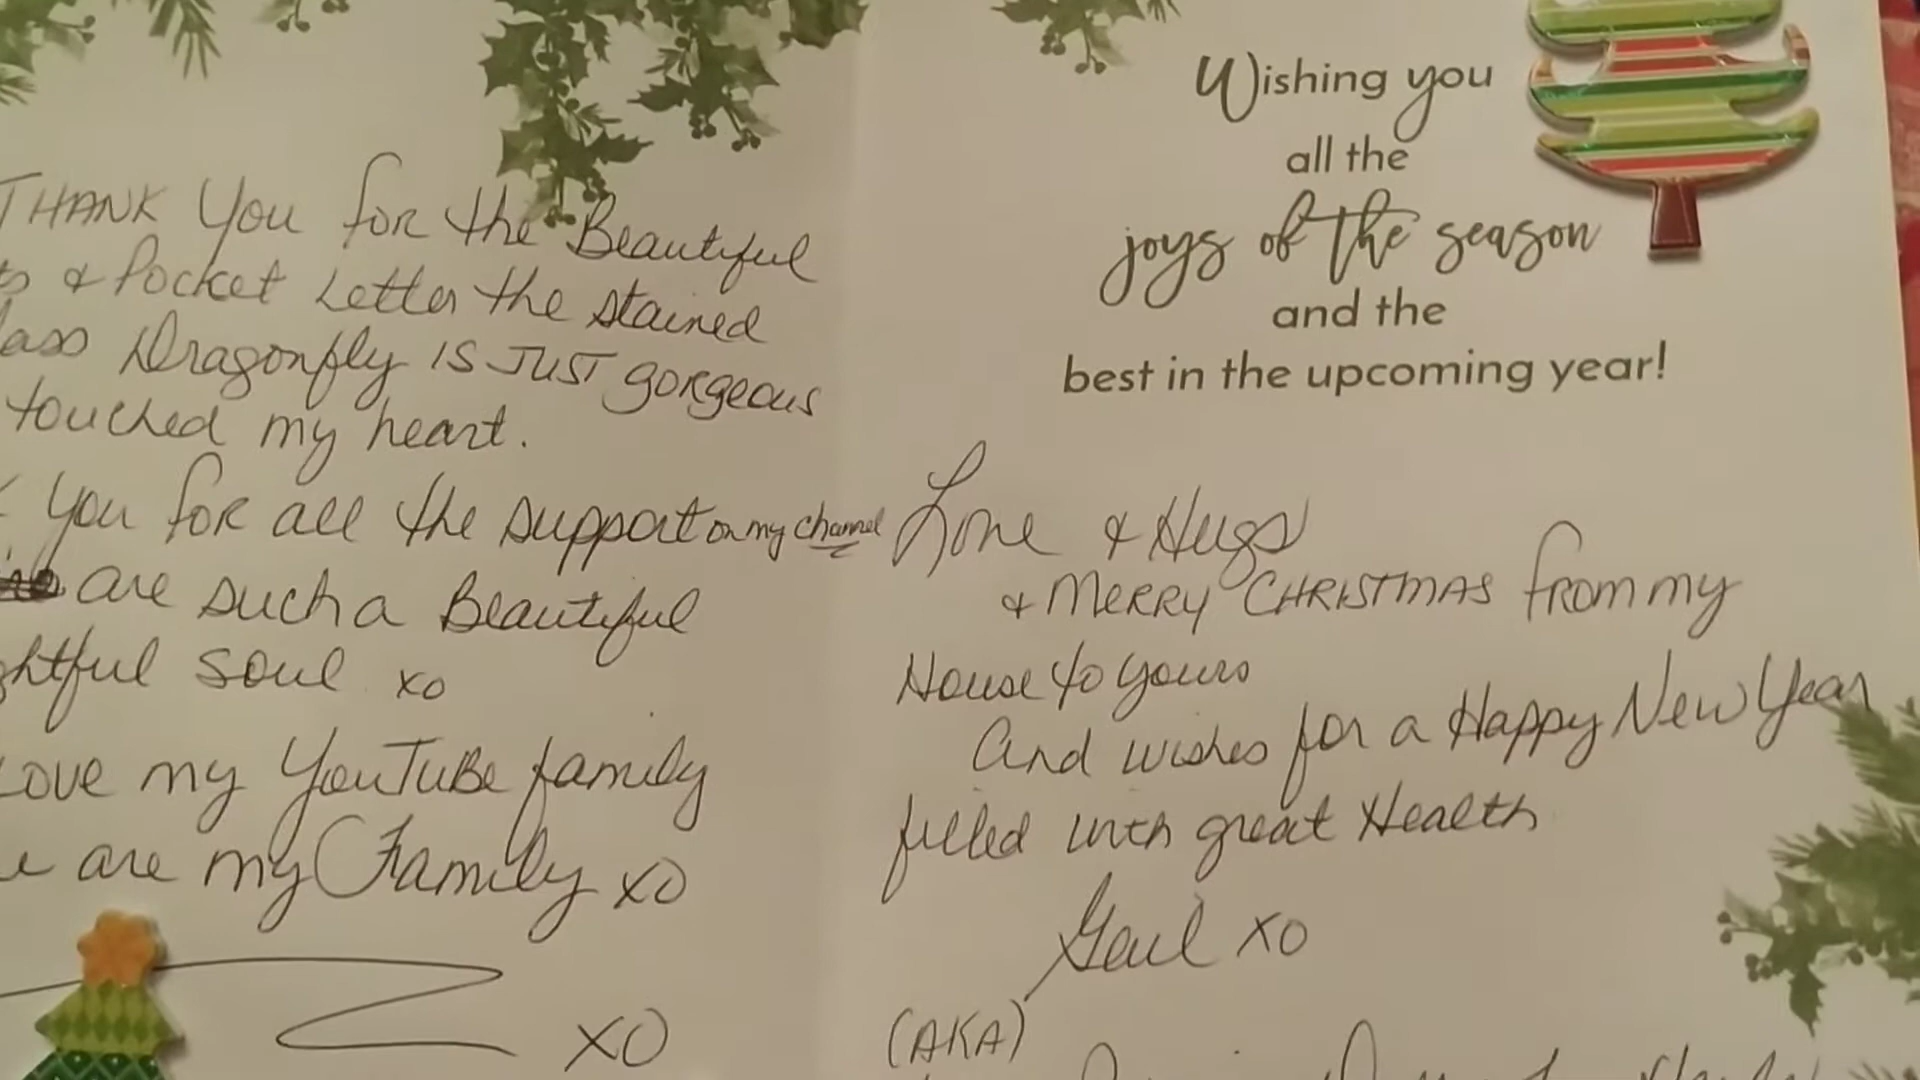 THANK You for the Beautiful
& Pocket Letter the stained
Dragonfly IS JUST gorgeous
touched my heart.
You for all the support on my channel
are such a Beautiful
soul xo
Love my YouTube family
are my Family xo
XO
Wishing you
all the
joys of the season
and the
best in the upcoming year!
Love & Hugs
& MERRY CHRISTMAS from my
House to yours
And wishes for a Happy New Year
filled with great Health
Gail XO
(AKA)